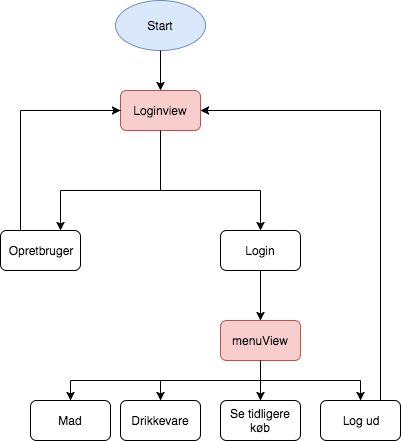 Start
Loginview
Opretbruger
Login
menuView
Mad
Drikkevare
Se tidligere
køb
Log ud